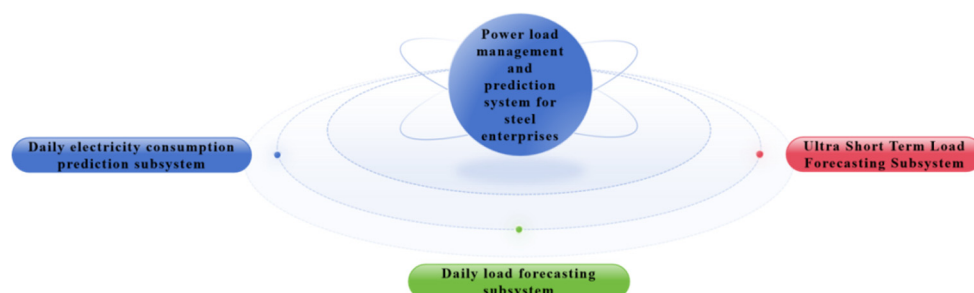 Power load
management
and
prediction
system for
steel
enterprises
Daily electricity consumption
prediction subsystem
Ultra Short Term Load
Forecasting Subsystem
Daily load forecasting
subsystem